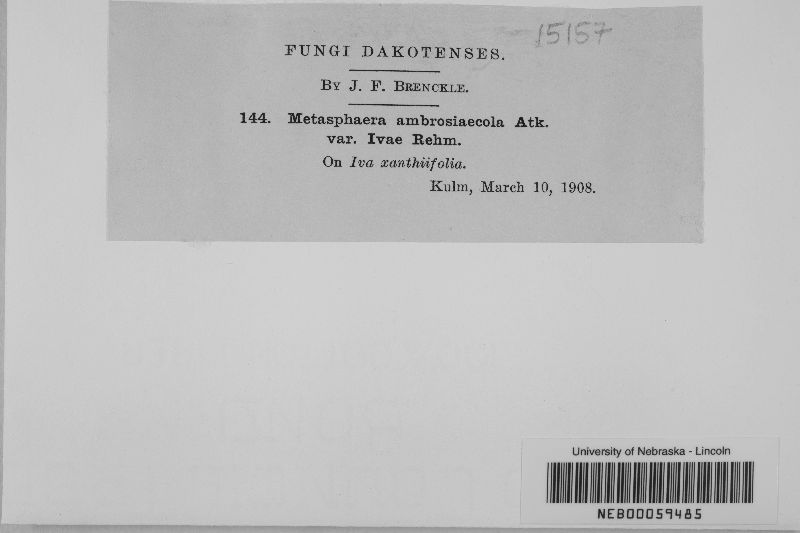 15157
FUNGI DAKOTENSES.
BY J. F. BRENCKLE.
144. Metasphaera ambrosiaecola Atk.
var. Ivae Rehm.
On Iva xanthiifolia.
Kulm, March 10, 1908.
University of Nebraska - Lincoln
NEB00059485